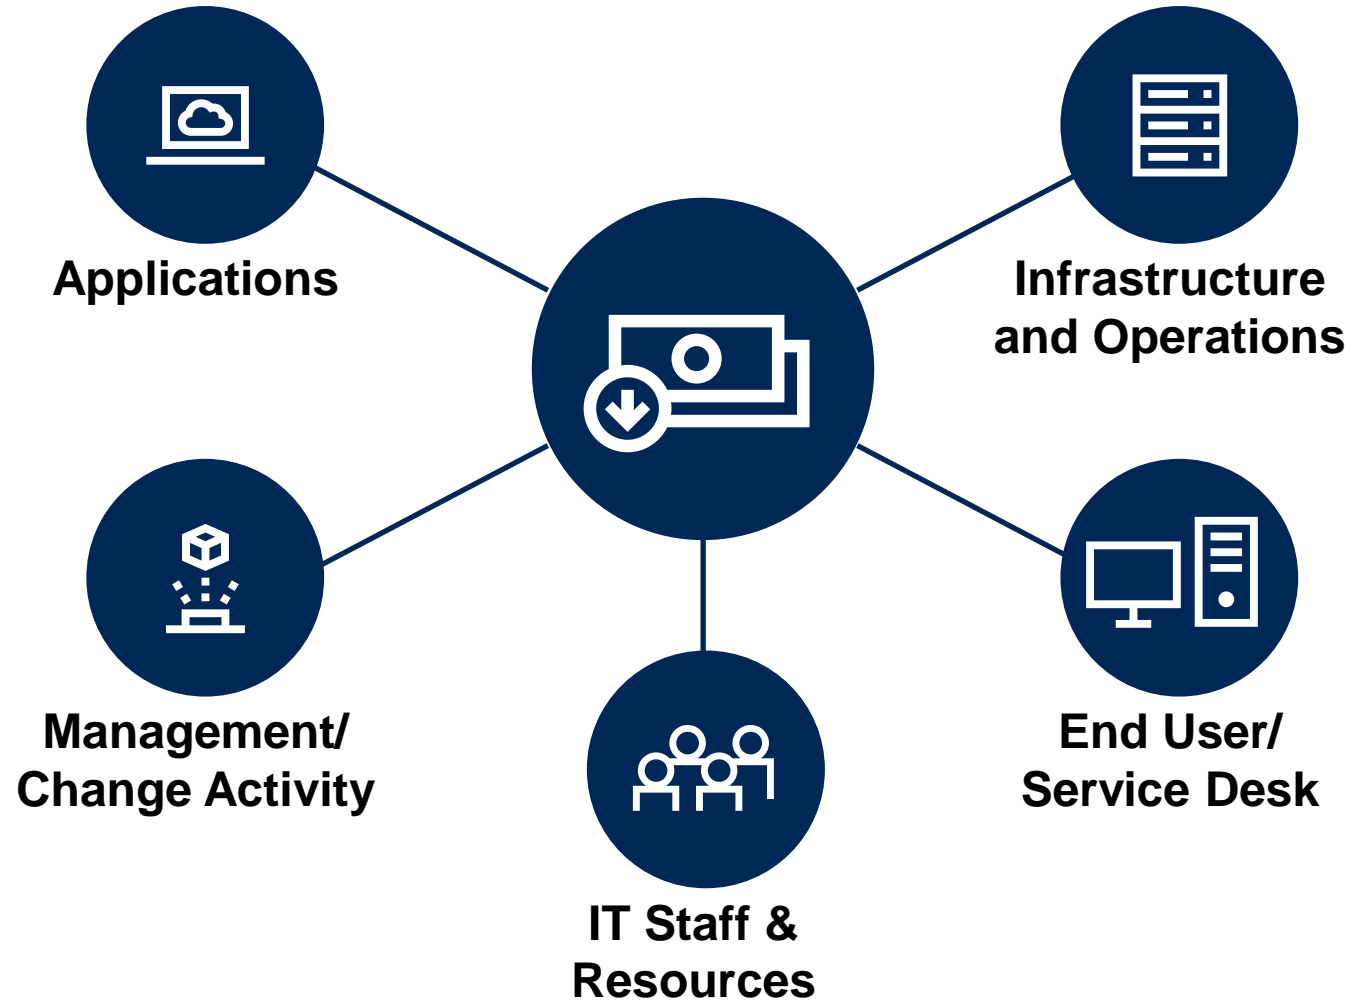 Applications
Infrastructure
and Operations
Management/
Change Activity
End User/
Service Desk
IT Staff &
Resources